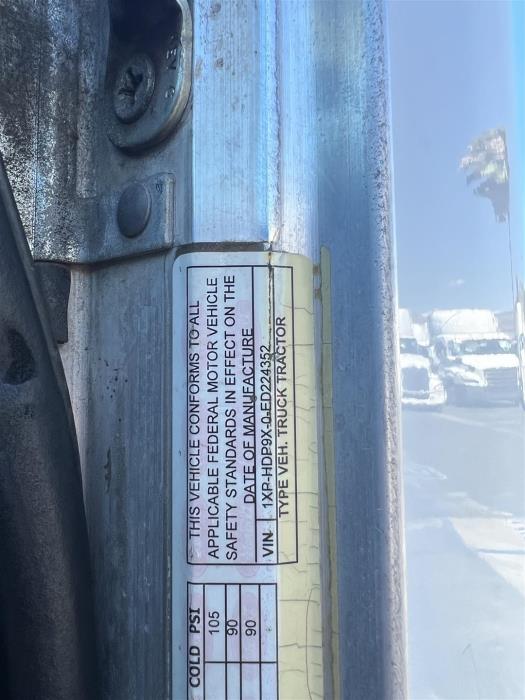 THIS VEHICLE CONFORMS TO ALL
APPLICABLE FEDERAL MOTOR VEHICLE
SAFETY STANDARDS IN EFFECT ON THE
DATE OF MANUFACTURE
VIN 1XP-HDP9X-0-ED224352
TYPE VEH. TRUCK TRACTOR
COLD PSI
105
90
90